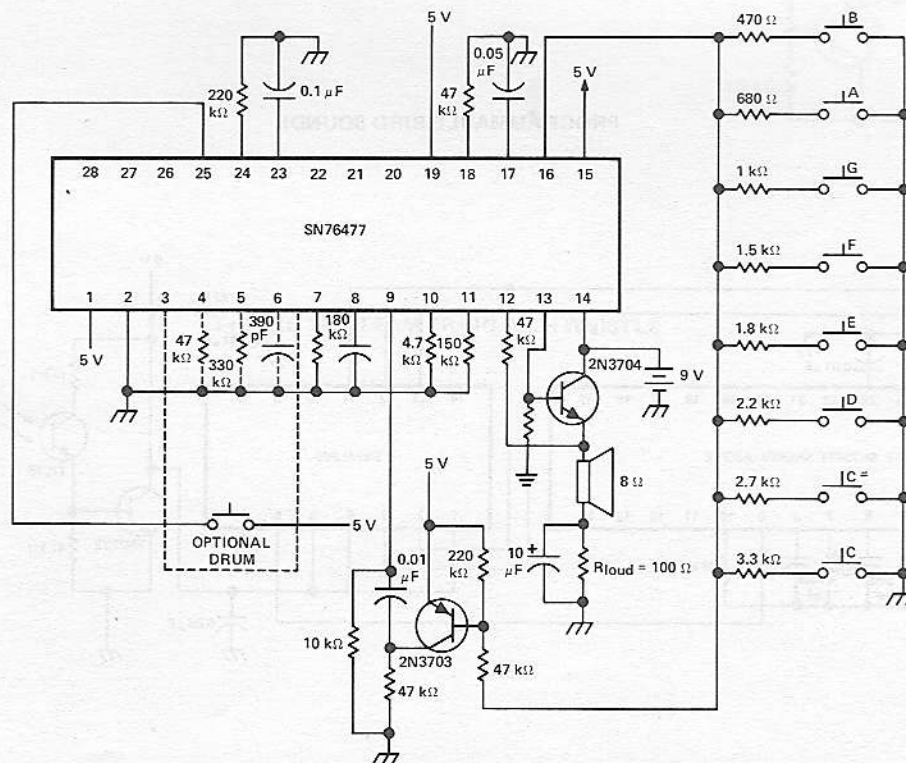 5 V
0.1 µF
220
kΩ
0.05
µF
47
kΩ
5 V
470 Ω
B
680 Ω
A
1 kΩ
G
1.5 kΩ
F
1.8 kΩ
E
2.2 kΩ
D
2.7 kΩ
C=
3.3 kΩ
C
28 27 26 25 24 23 22 21 20 19 18 17 16 15
SN76477
1 2 3 4 5 6 7 8 9 10 11 12 13 14
5 V
47
kΩ
330
kΩ
390
pF
180
kΩ
4.7
kΩ
150
kΩ
47
kΩ
2N3704
9 V
8 Ω
10
µF
+
Rloud = 100 Ω
OPTIONAL
DRUM
5 V
5 V
0.01
µF
220
kΩ
10 kΩ
2N3703
47 kΩ
47 kΩ